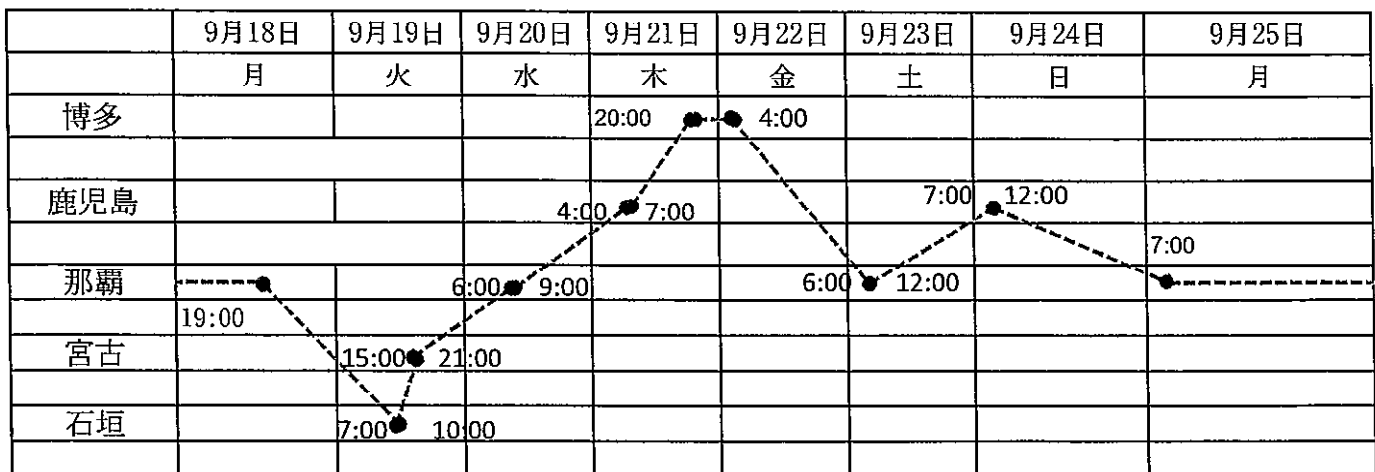 9月18日 9月19日 9月20日 9月21日 9月22日 9月23日 9月24日 9月25日
月 火 水 木 金 土 日 月
博多 20:00 4:00
鹿児島 4:00 7:00 7:00 12:00
7:00
那覇 6:00 9:00 6:00 12:00
19:00
宮古 15:00 21:00
石垣 7:00 10:00